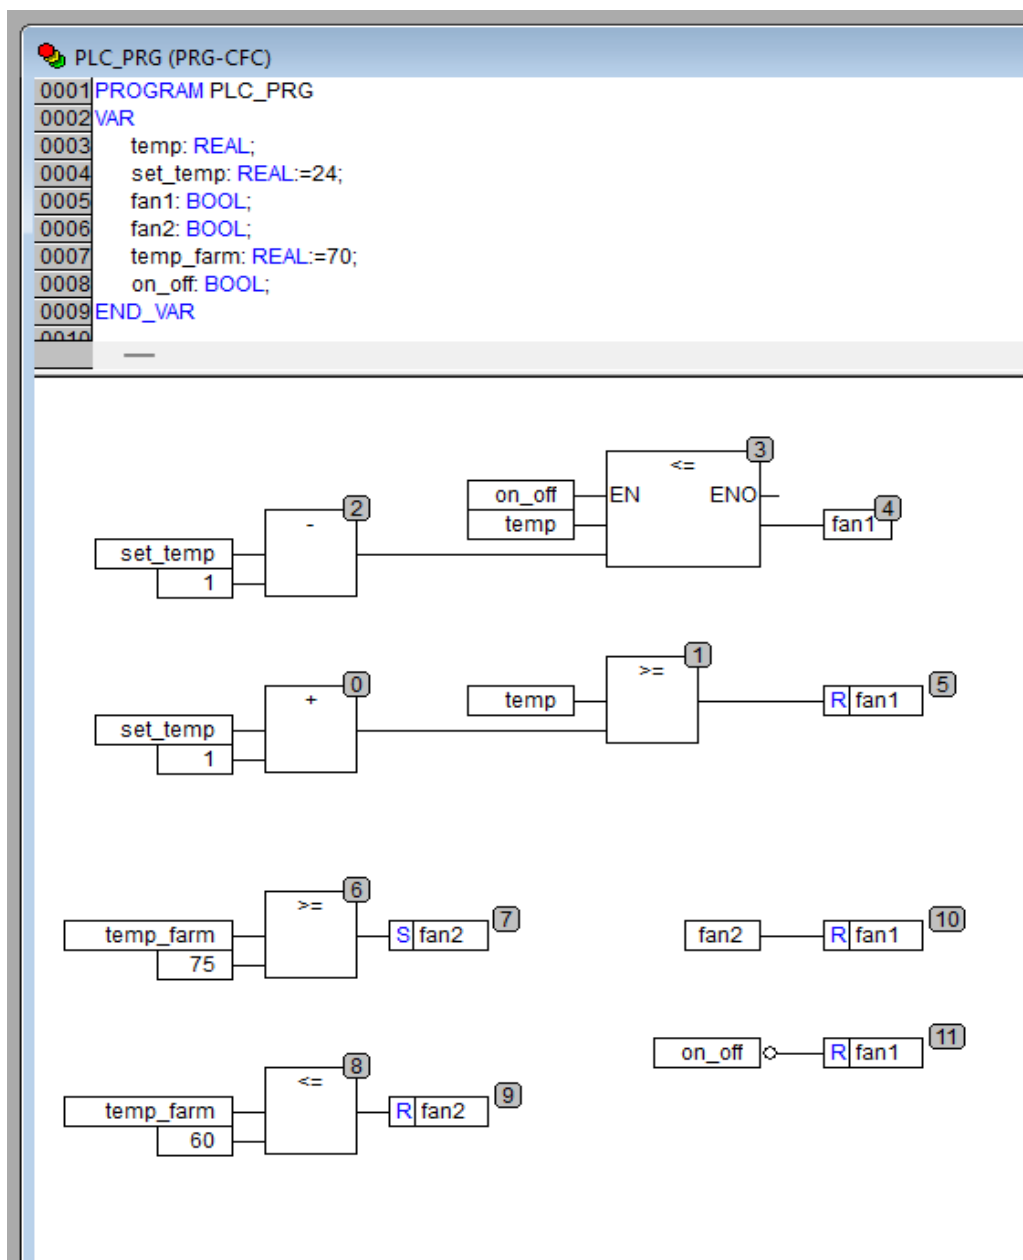 PLC_PRG (PRG-CFC)
0001 PROGRAM PLC_PRG
0002 VAR
0003 temp: REAL;
0004 set_temp: REAL:=24;
0005 fan1: BOOL;
0006 fan2: BOOL;
0007 temp_farm: REAL:=70;
0008 on_off: BOOL;
0009 END_VAR
0010
3
<=
on_off EN ENO
2
-
temp fan1 4
set_temp
1
1
>=
0
+
temp R fan1 5
set_temp
1
6
>=
temp_farm S fan2 7
75
fan2 R fan1 10
on_off R fan1 11
8
<=
temp_farm R fan2 9
60